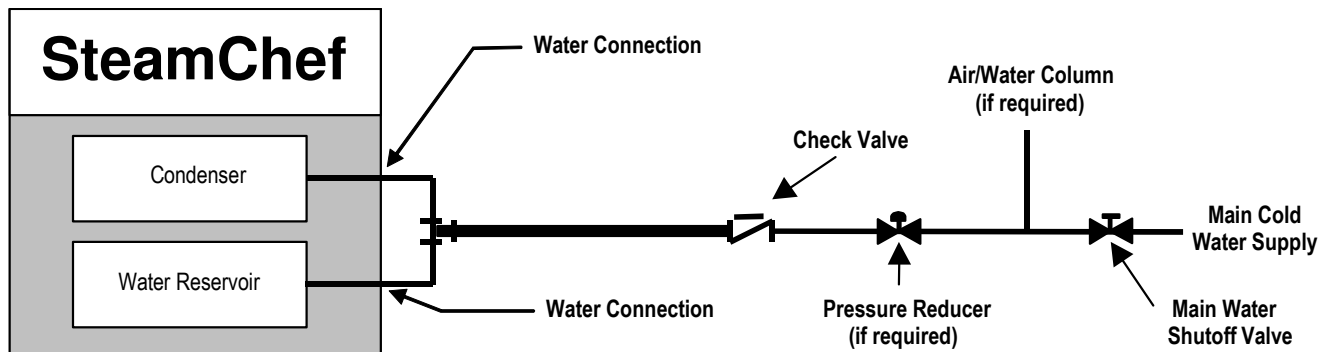 SteamChef
Water Connection
Condenser
Water Reservoir
Water Connection
Check Valve
Air/Water Column
(if required)
Pressure Reducer
(if required)
Main Cold
Water Supply
Main Water
Shutoff Valve